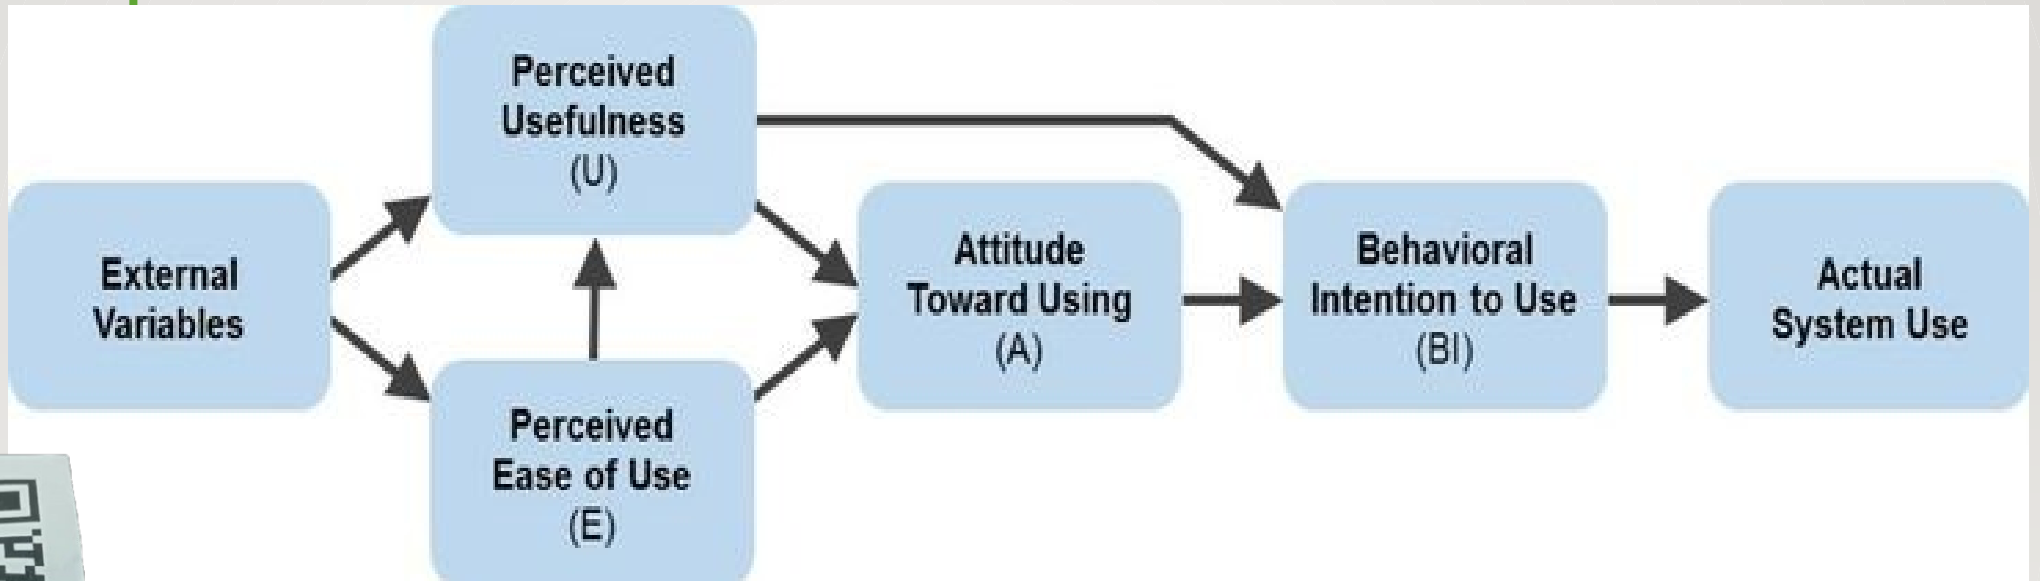 Perceived
Usefulness
(U)
External
Variables
Perceived
Ease of Use
(E)
Attitude
Toward Using
(A)
Behavioral
Intention to Use
(BI)
Actual
System Use